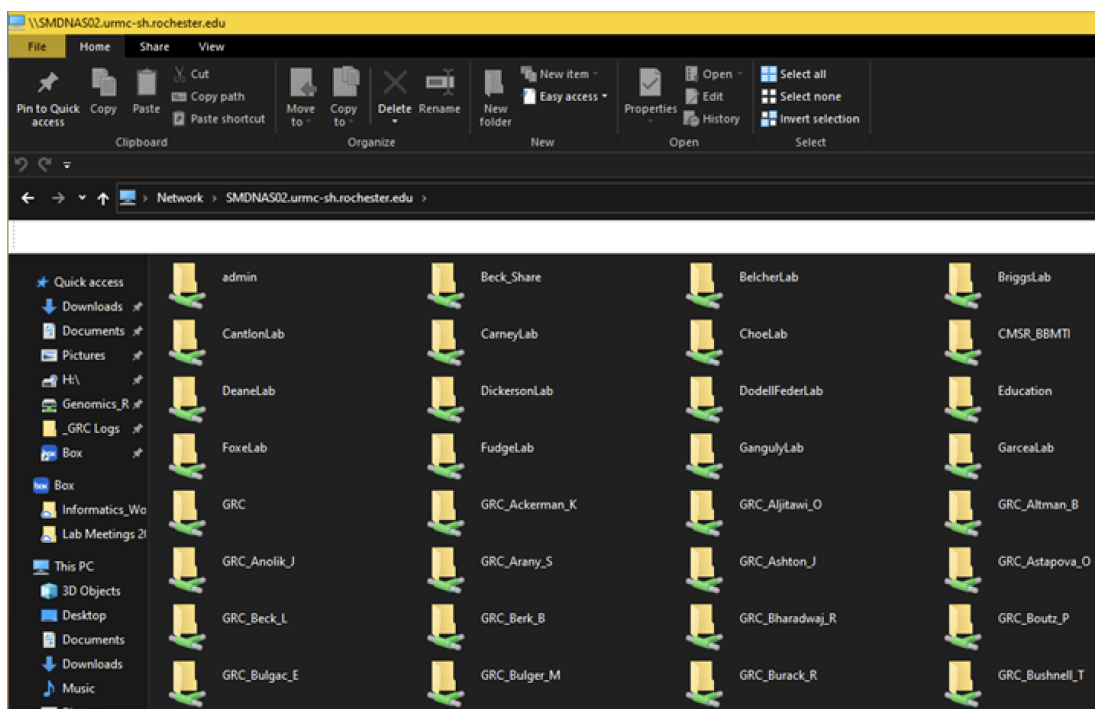 \\SMDNAS02.urmc-sh.rochester.edu
File Home Share View
Pin to Quick access
Copy
Paste
Cut
Copy path
Paste shortcut
Clipboard
Move to
Copy to
Delete
Rename
Organize
New folder
New item
Easy access
New
Properties
Open
Edit
History
Open
Select all
Select none
Invert selection
Select
Network > SMDNAS02.urmc-sh.rochester.edu >
Quick access
Downloads
Documents
Pictures
H:\
Genomics_R
_GRC Logs
Box
Box
Informatics_Wo
Lab Meetings
This PC
3D Objects
Desktop
Documents
Downloads
Music
admin Beck_Share BelcherLab BriggsLab
CantlonLab CarneyLab ChoeLab CMSR_BBMTI
DeaneLab DickersonLab DodellFederLab Education
FoxeLab FudgeLab GangulyLab GarceaLab
GRC GRC_Ackerman_K GRC_Aljitawi_O GRC_Altman_B
GRC_Anolik_J GRC_Arany_S GRC_Ashton_J GRC_Astapova_O
GRC_Beck_L GRC_Berk_B GRC_Bharadwaj_R GRC_Boutz_P
GRC_Bulgac_E GRC_Bulger_M GRC_Burack_R GRC_Bushnell_T